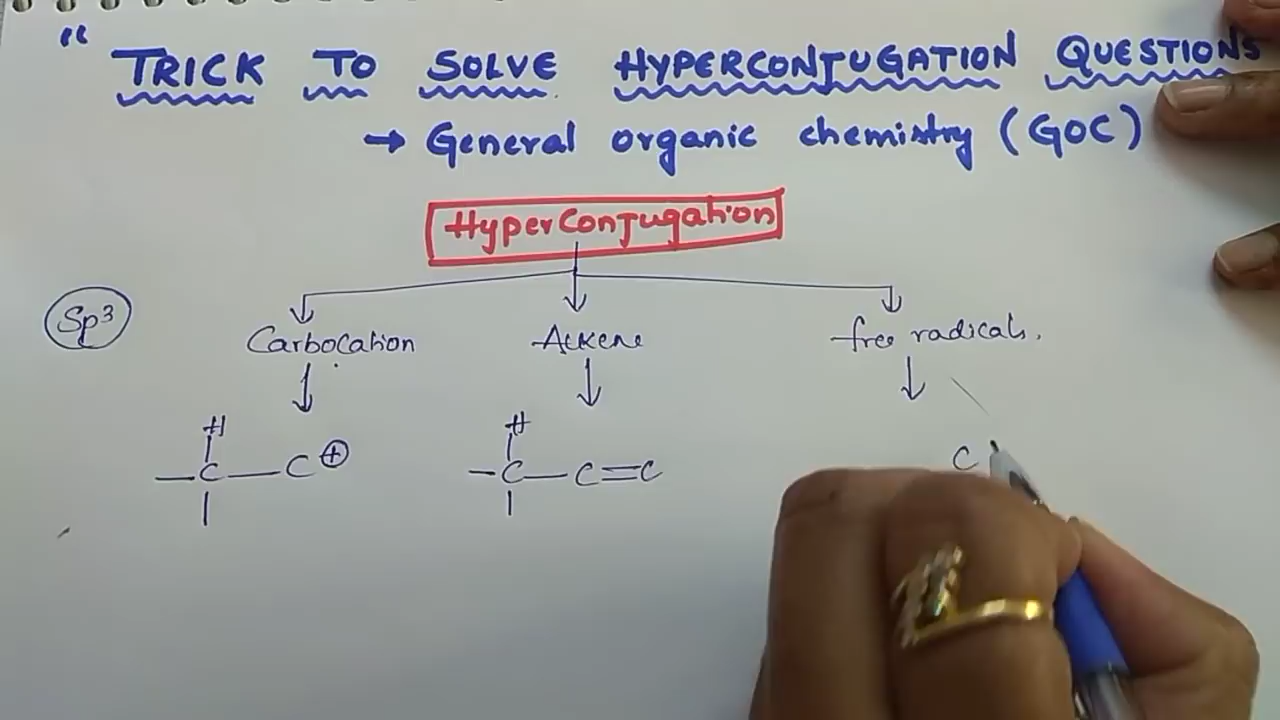 " TRICK TO SOLVE HYPERCONJUGATION QUESTIONS
→ General organic chemistry (GOC)
HyperConjugation
Sp³
Carbocation Alkene free radicals.
H H
—C—C⊕ —C—C=C C